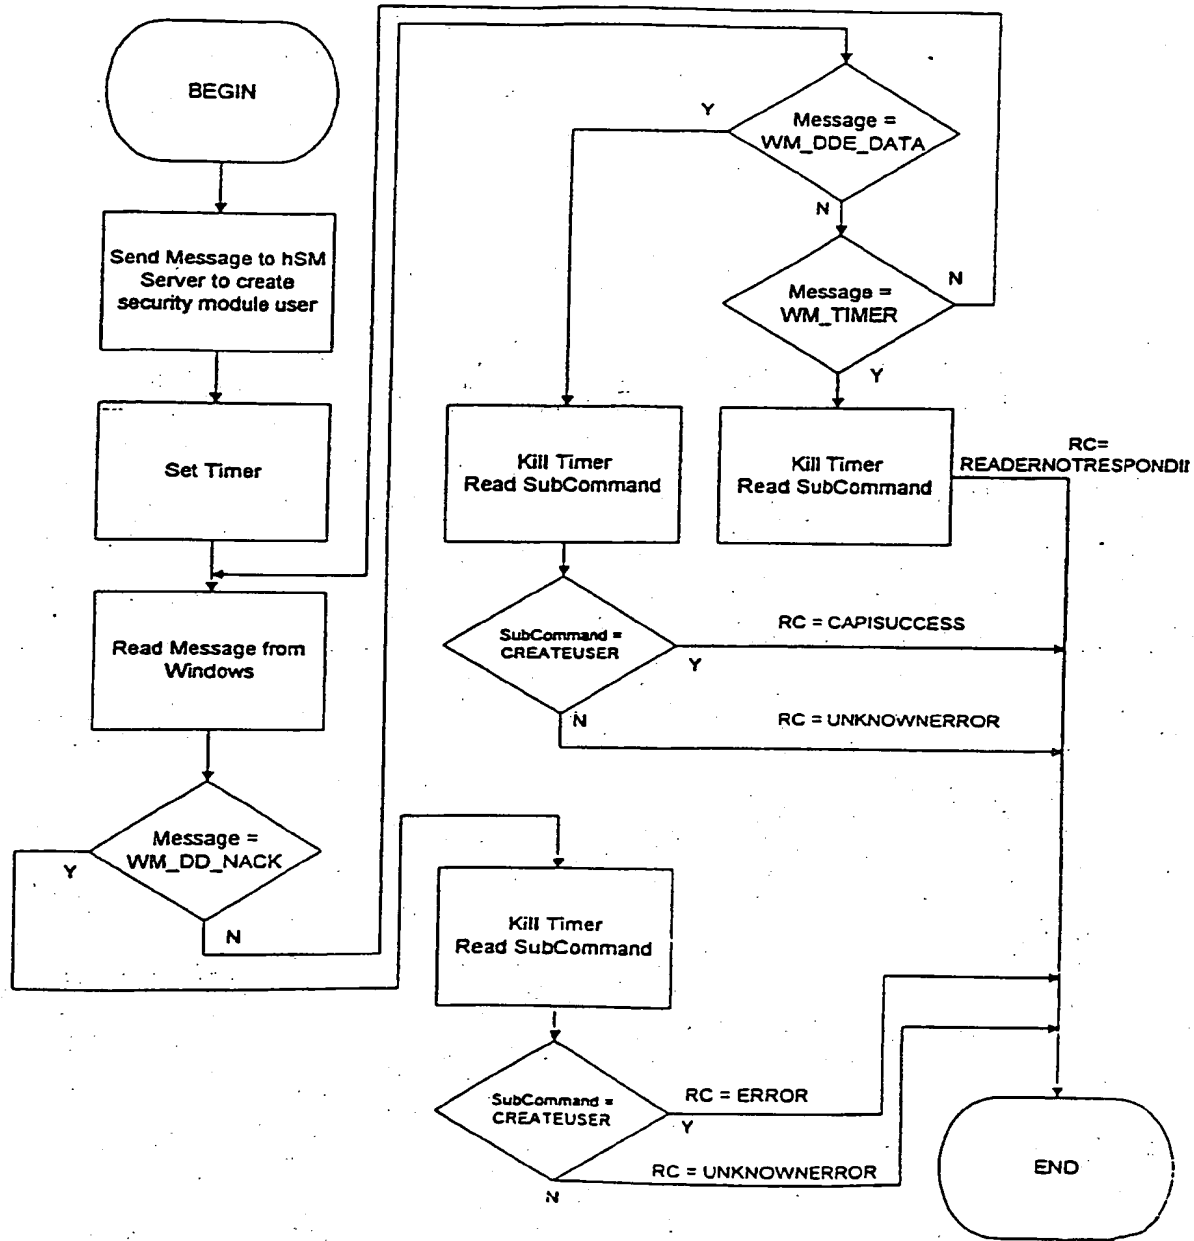 BEGIN
Send Message to hSM
Server to create
security module user
Set Timer
Read Message from
Windows
Message =
WM_DD_NACK
Y
N
Message =
WM_DDE_DATA
Y
N
Message =
WM_TIMER
N
Y
Kill Timer
Read SubCommand
Kill Timer
Read SubCommand
RC=
READERNOTRESPONDII
SubCommand =
CREATEUSER
RC = CAPISUCCESS
Y
N
RC = UNKNOWNERROR
Kill Timer
Read SubCommand
SubCommand =
CREATEUSER
RC = ERROR
Y
RC = UNKNOWNERROR
N
END